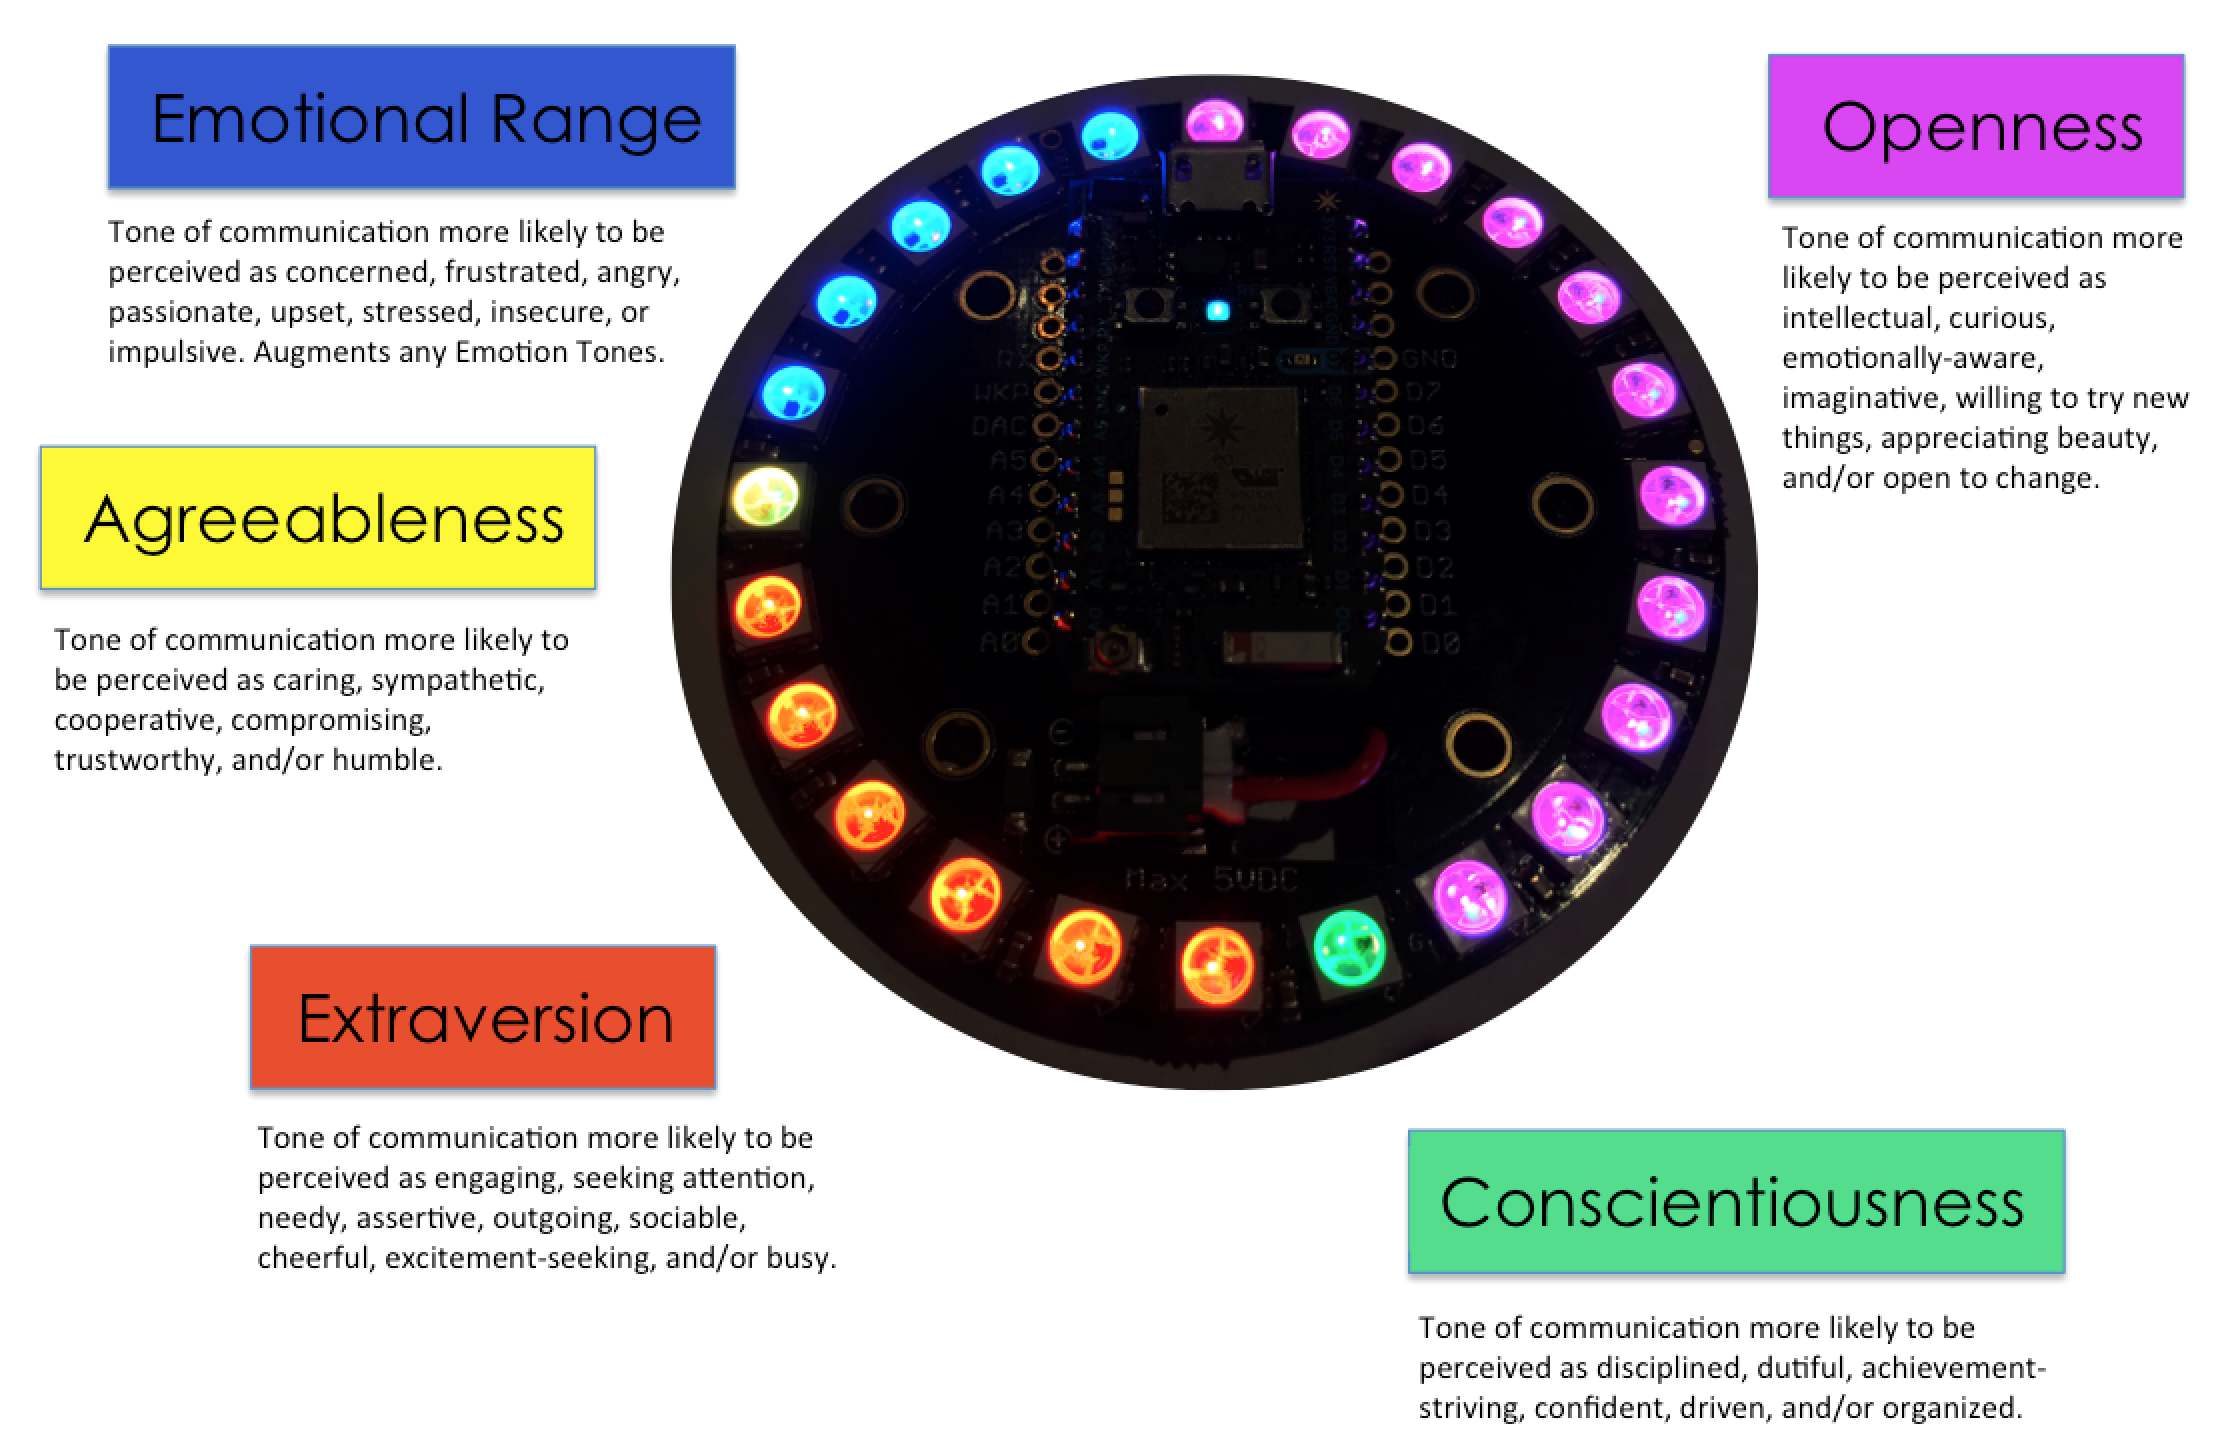 Emotional Range
Tone of communication more likely to be
perceived as concerned, frustrated, angry,
passionate, upset, stressed, insecure, or
impulsive. Augments any Emotion Tones.
Agreeableness
Tone of communication more likely to
be perceived as caring, sympathetic,
cooperative, compromising,
trustworthy, and/or humble.
Extraversion
Tone of communication more likely to be
perceived as engaging, seeking attention,
needy, assertive, outgoing, sociable,
cheerful, excitement-seeking, and/or busy.
Openness
Tone of communication more
likely to be perceived as
intellectual, curious,
emotionally-aware,
imaginative, willing to try new
things, appreciating beauty,
and/or open to change.
Conscientiousness
Tone of communication more likely to be
perceived as disciplined, dutiful, achievement-
striving, confident, driven, and/or organized.
RX
WKP
DAC
A5
A4
A3
A2
A1
A0
GND
D7
D6
D5
D4
D3
D2
D1
D0
Max 5VDC